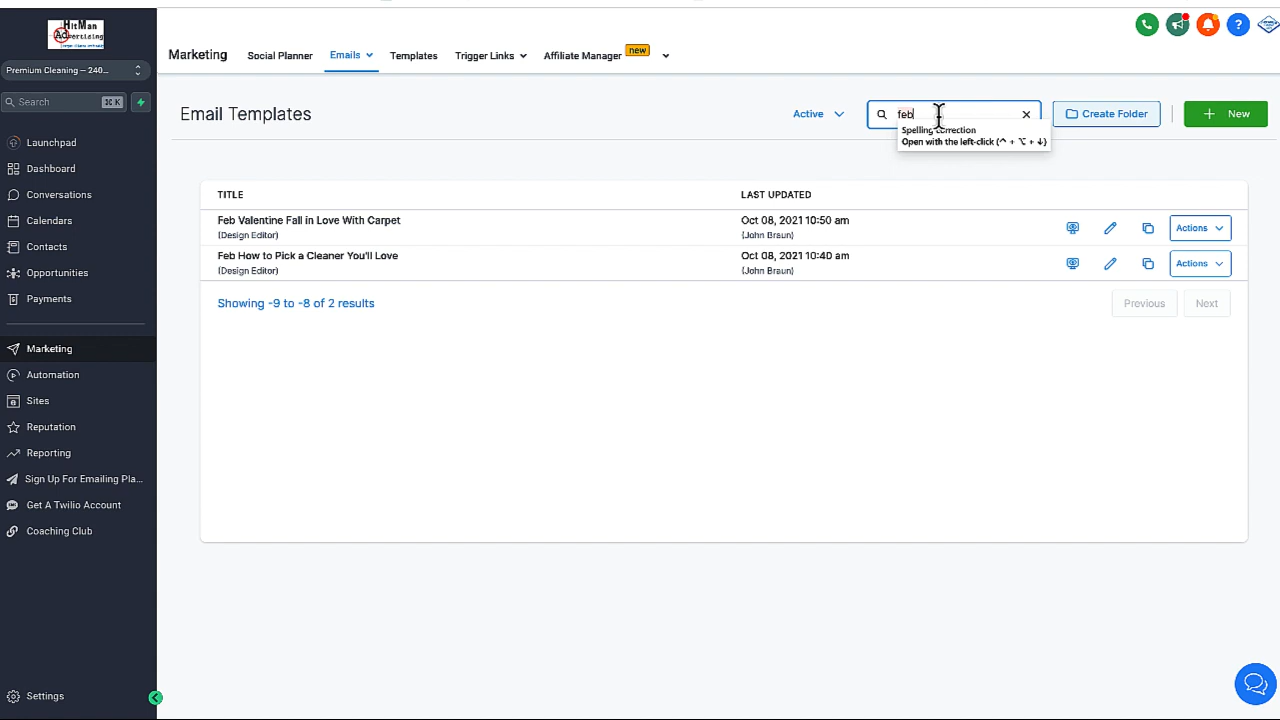 HitMan
Advertising
Premium Cleaning – 240...
Search
⌘ K
Launchpad
Dashboard
Conversations
Calendars
Contacts
Opportunities
Payments
Marketing
Automation
Sites
Reputation
Reporting
Sign Up For Emailing Pla...
Get A Twilio Account
Coaching Club
Settings
Marketing
Social Planner
Emails
Templates
Trigger Links
Affiliate Manager
new
Email Templates
Active
feb
Create Folder
New
Spelling correction
Open with the left-click (⌃ + ⌥ + ↓)
TITLE
LAST UPDATED
Feb Valentine Fall in Love With Carpet
(Design Editor)
Oct 08, 2021 10:50 am
(John Braun)
Actions
Feb How to Pick a Cleaner You'll Love
(Design Editor)
Oct 08, 2021 10:40 am
(John Braun)
Actions
Showing -9 to -8 of 2 results
Previous
Next